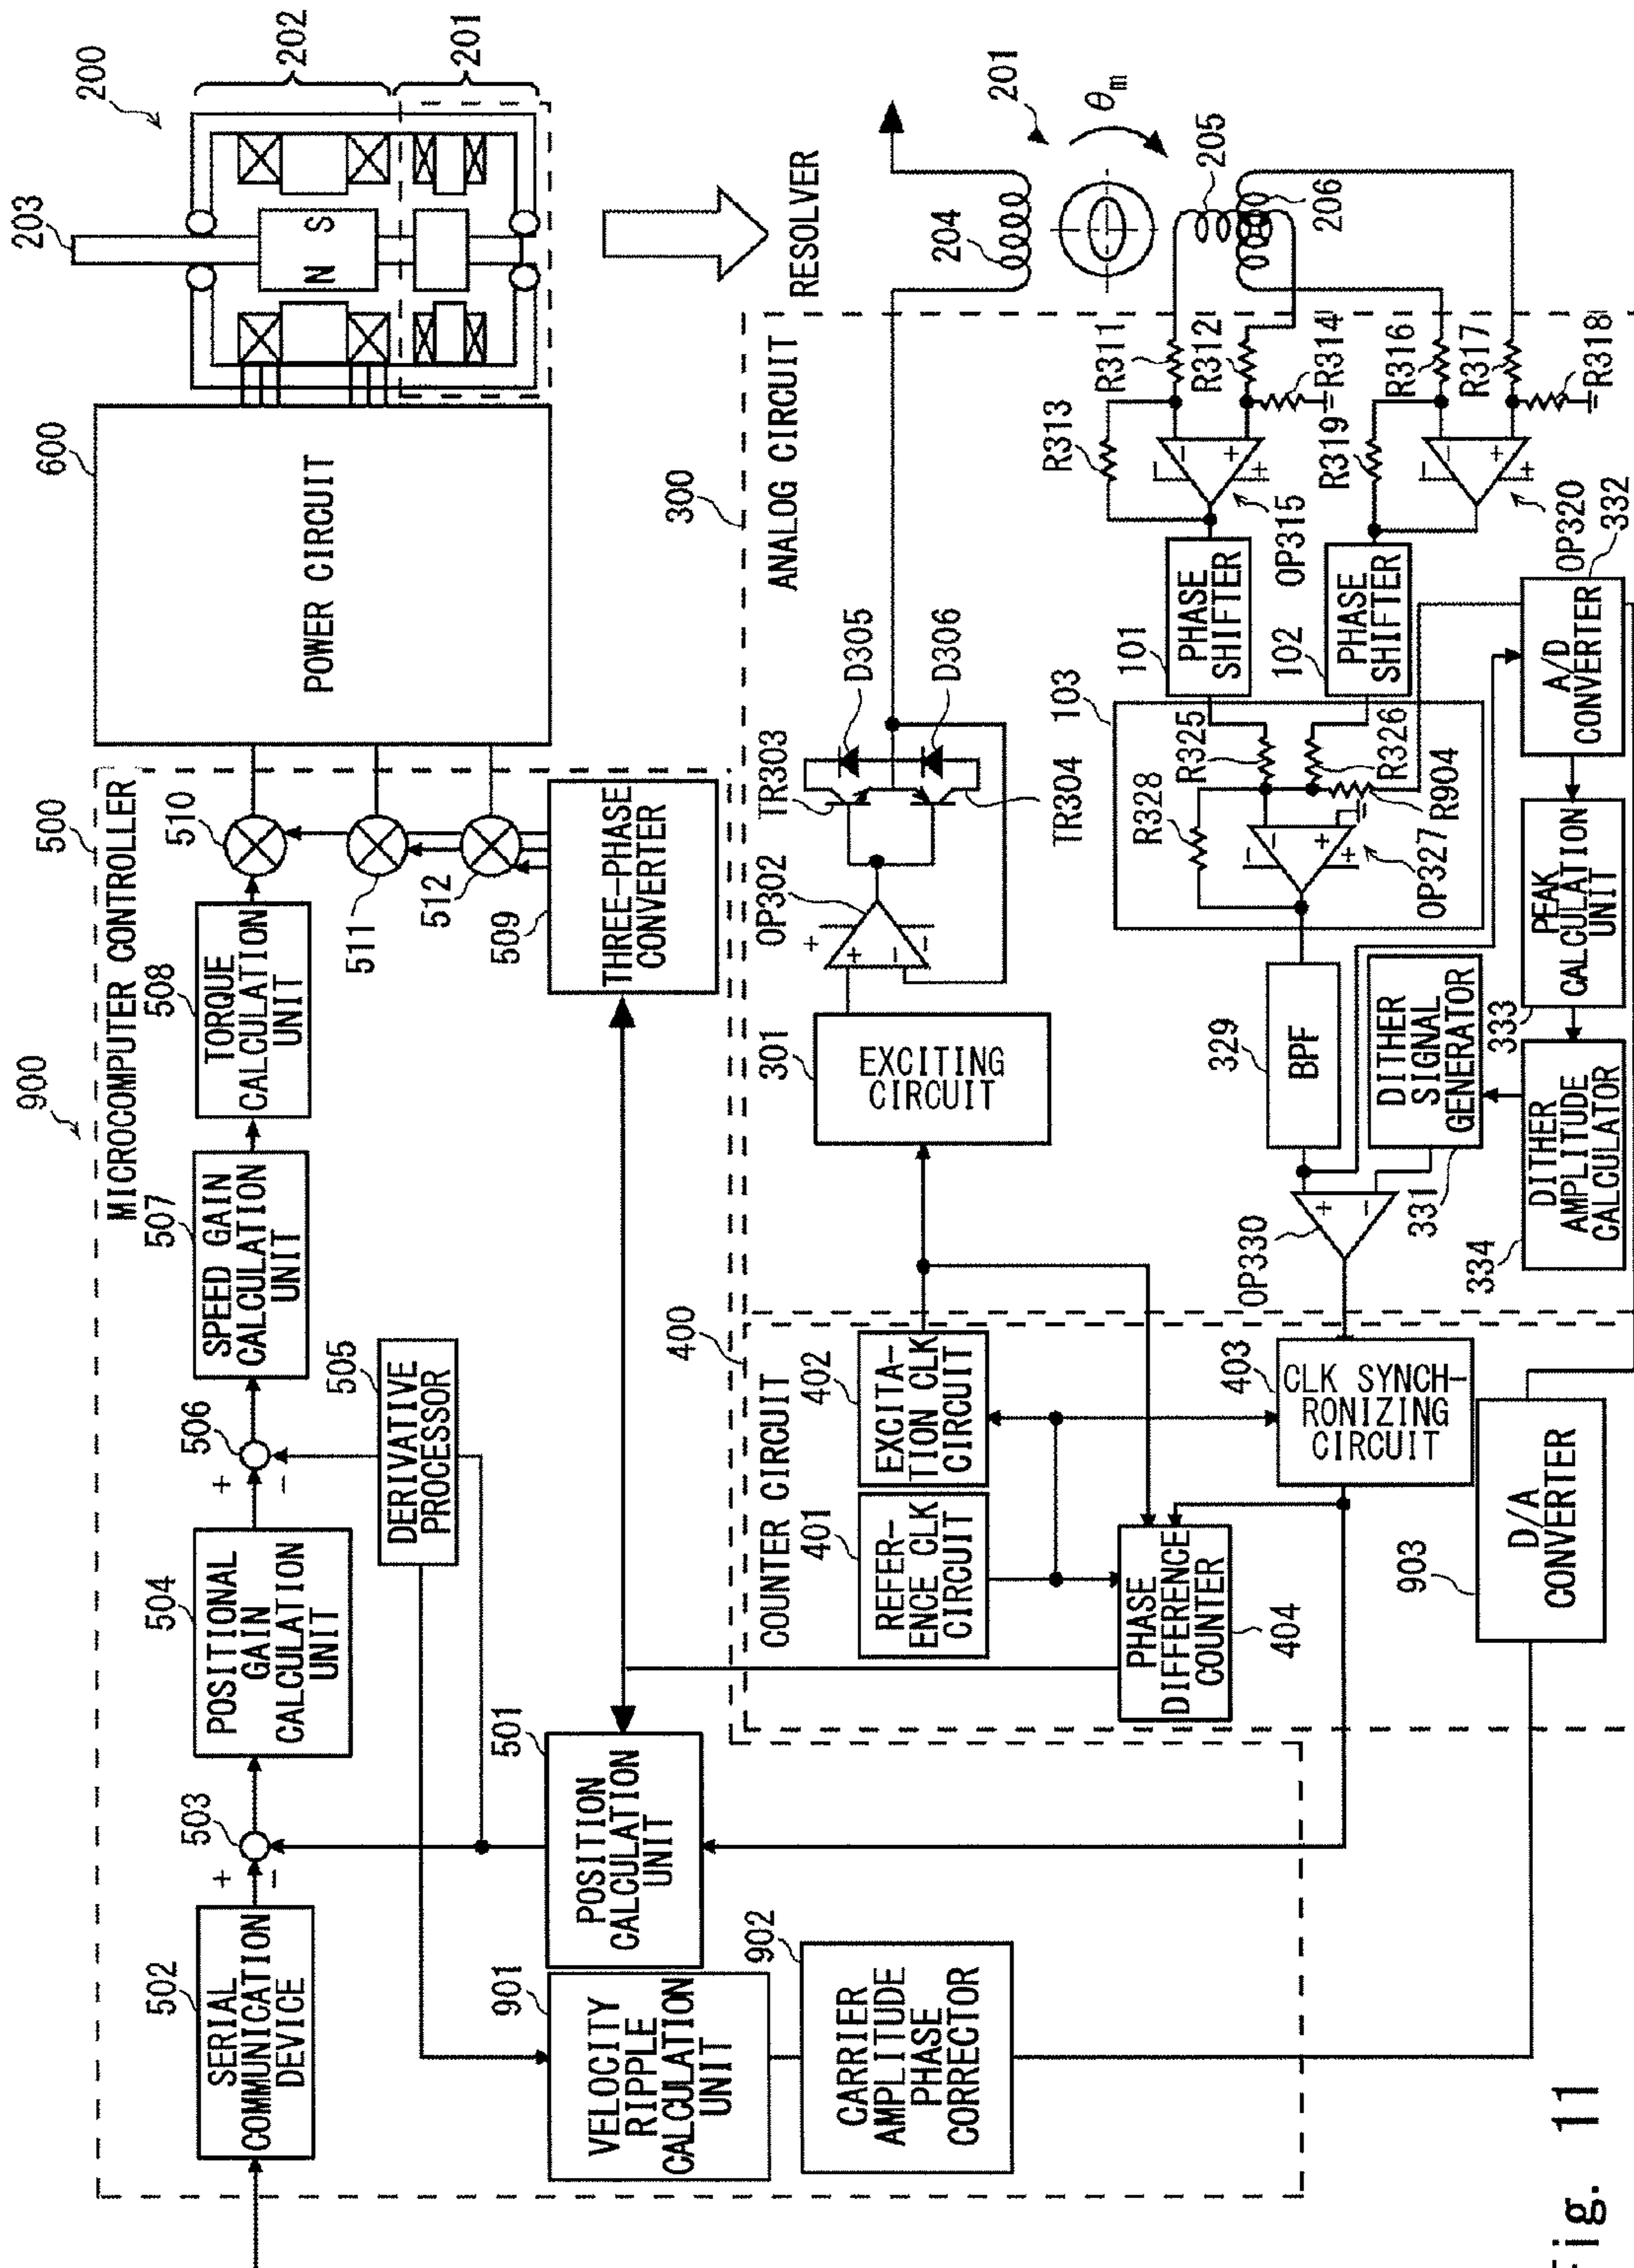 900
MICROCOMPUTER CONTROLLER
500
502
SERIAL
COMMUNICATION
DEVICE
503
+
−
504
POSITIONAL
GAIN
CALCULATION
UNIT
506
+
−
507
SPEED GAIN
CALCULATION
UNIT
508
TORQUE
CALCULATION
UNIT
510
511
512
509
THREE-PHASE
CONVERTER
505
DERIVATIVE
PROCESSOR
501
POSITION
CALCULATION
UNIT
901
VELOCITY
RIPPLE
CALCULATION
UNIT
902
CARRIER
AMPLITUDE
PHASE
CORRECTOR
600
POWER CIRCUIT
200
203
N S
202
201
RESOLVER
204
201
θm
205
206
400
COUNTER CIRCUIT
401
REFER-
ENCE CLK
CIRCUIT
402
EXCITA-
TION CLK
CIRCUIT
403
CLK SYNCH-
RONIZING
CIRCUIT
PHASE
DIFFERENCE
COUNTER
404
903
D/A
CONVERTER
300
ANALOG CIRCUIT
301
EXCITING
CIRCUIT
OP302
+
+
−
−
TR303
TR304
D305
D306
R311
R312
R313
R314
−
+
+
OP315
R316
R317
R318
R319
−
+
+
OP320
101
PHASE
SHIFTER
102
PHASE
SHIFTER
103
R325
R326
R328
R904
−
+
+
OP327
329
BPF
OP330
+
−
331
DITHER
SIGNAL
GENERATOR
332
A/D
CONVERTER
333
PEAK
CALCULATION
UNIT
334
DITHER
AMPLITUDE
CALCULATOR
Fig. 11